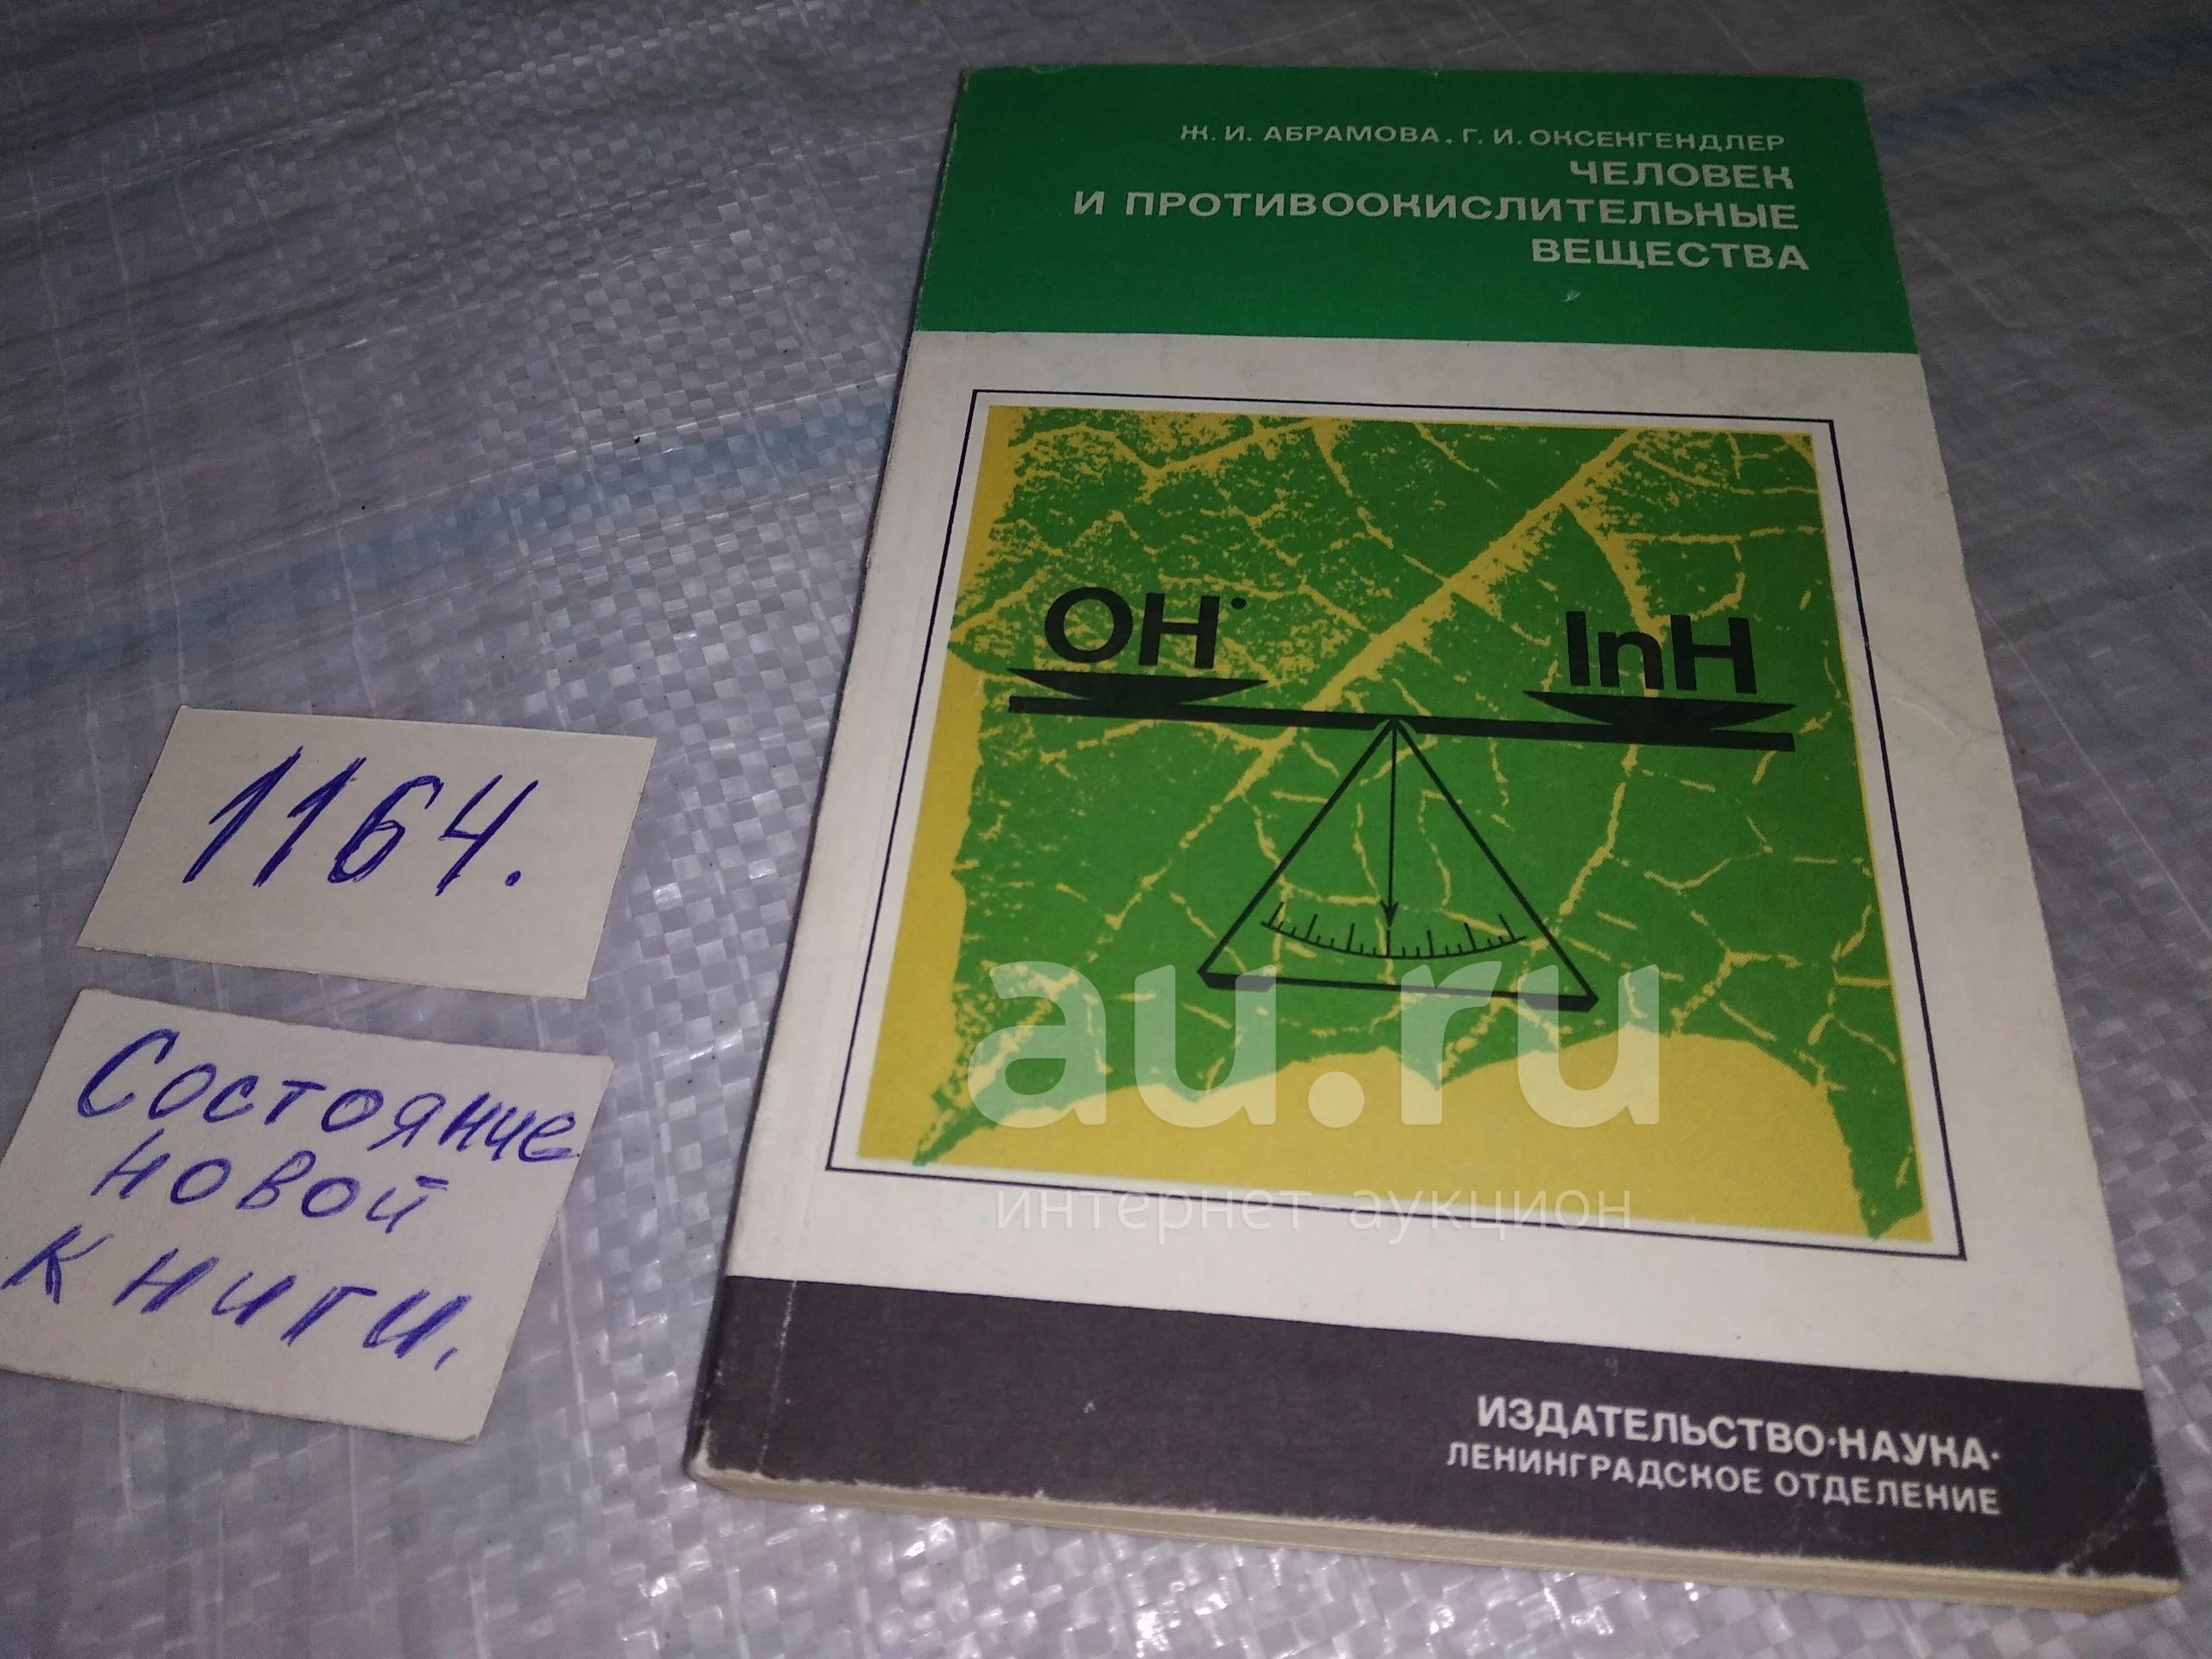 Ж. И. АБРАМОВА, Г. И. ОКСЕНГЕНДЛЕР
ЧЕЛОВЕК
И ПРОТИВООКИСЛИТЕЛЬНЫЕ
ВЕЩЕСТВА
OH˙
InH
1164.
Состояние
новой
книги.
au.ru
интернет-аукцион
ИЗДАТЕЛЬСТВО·НАУКА·
ЛЕНИНГРАДСКОЕ ОТДЕЛЕНИЕ